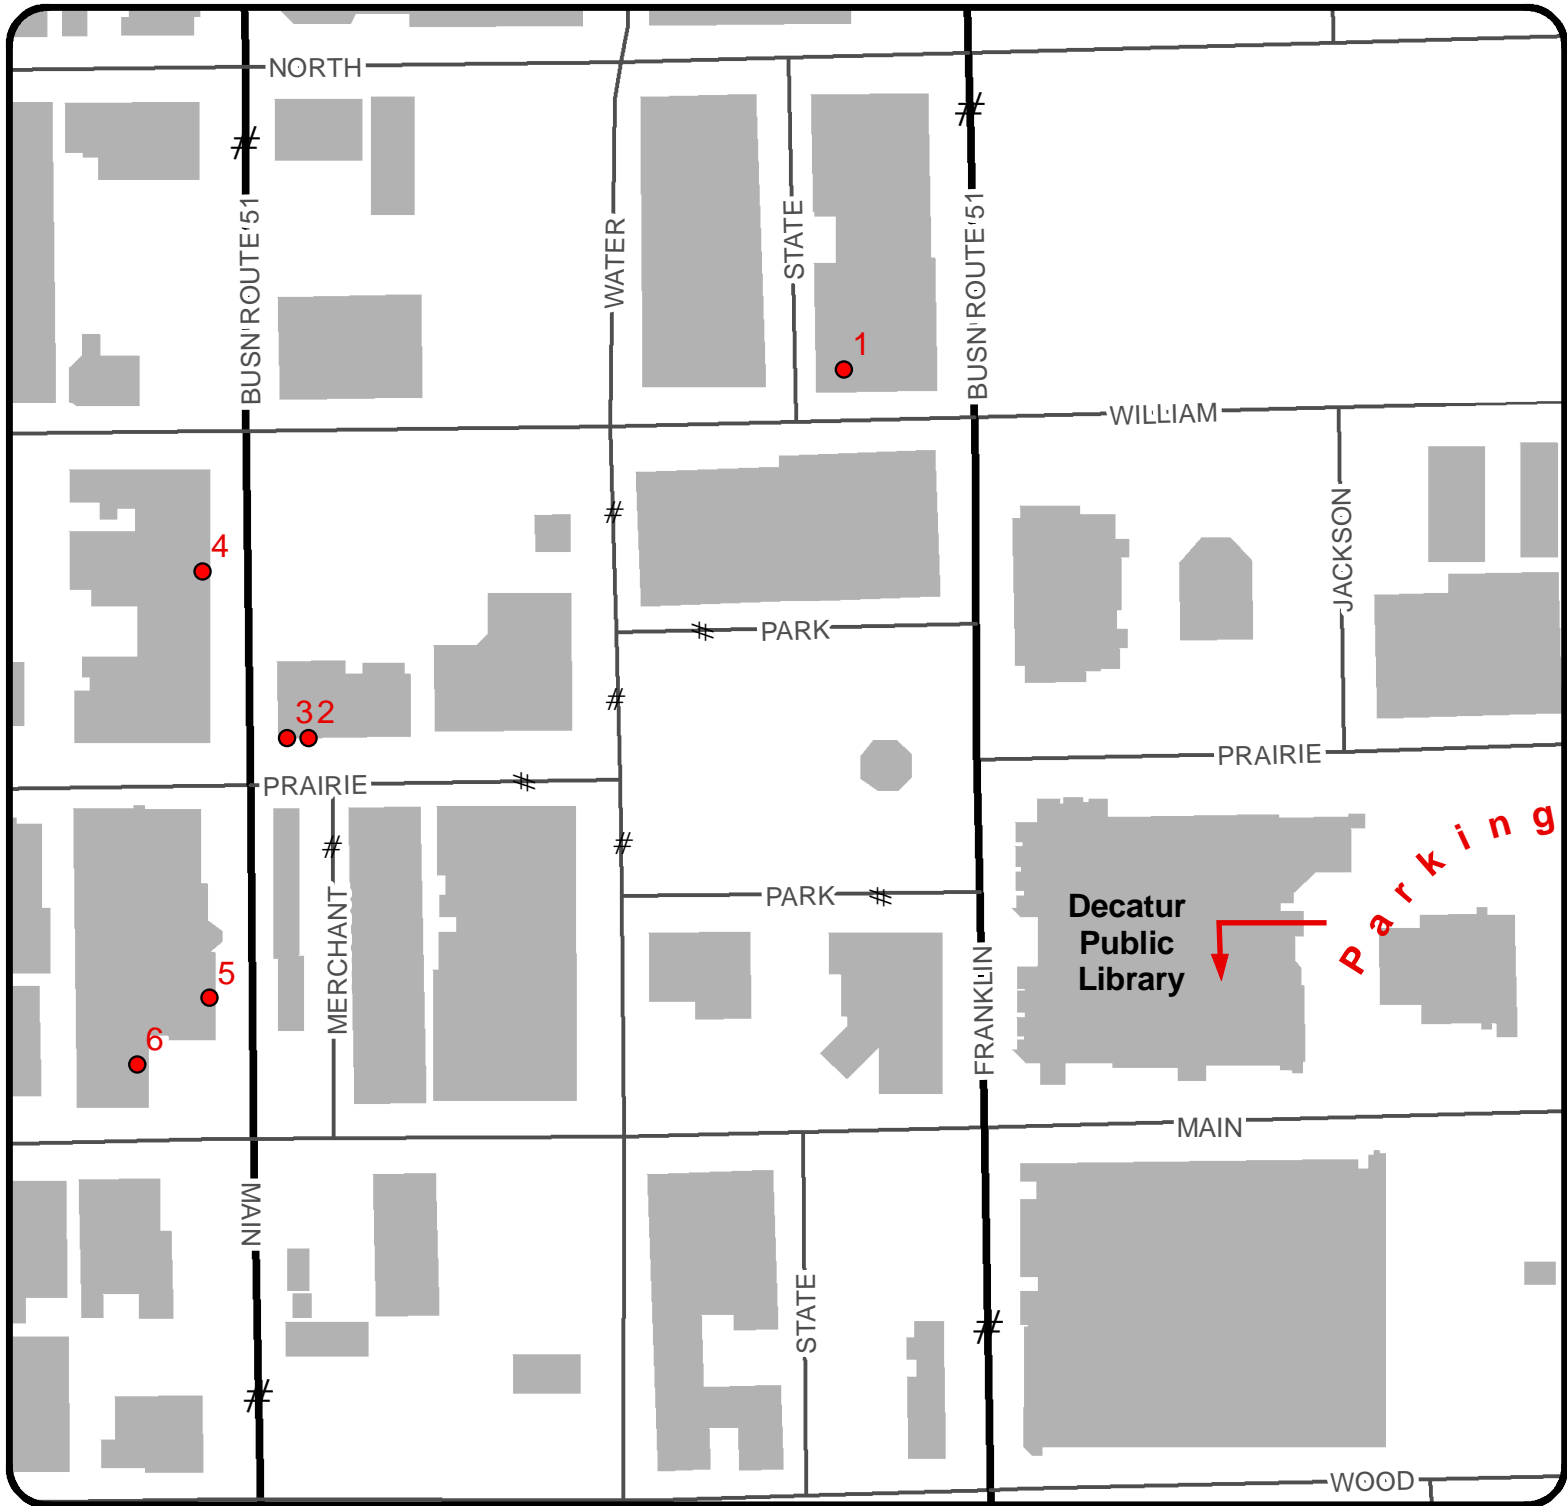 NORTH
#
#
BUSN ROUTE '51
WATER
STATE
BUSN ROUTE '51
1
WILLIAM
#
JACKSON
4
#
PARK
#
32
PRAIRIE
PRAIRIE
#
#
#
Parking
MERCHANT
PARK
#
Decatur
Public
Library
FRANKLIN
5
6
MAIN
MAIN
STATE
#
#
WOOD